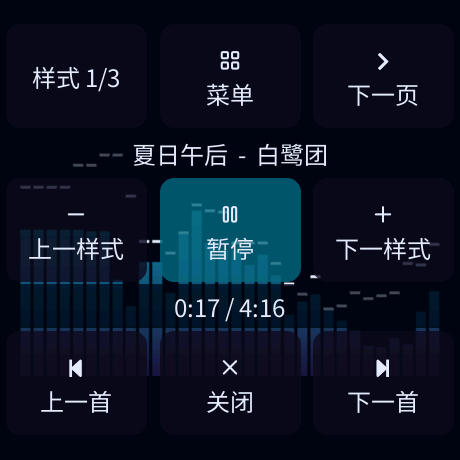 样式 1/3
菜单
下一页
夏日午后 - 白鹭团
上一样式
暂停
下一样式
0:17 / 4:16
上一首
关闭
下一首